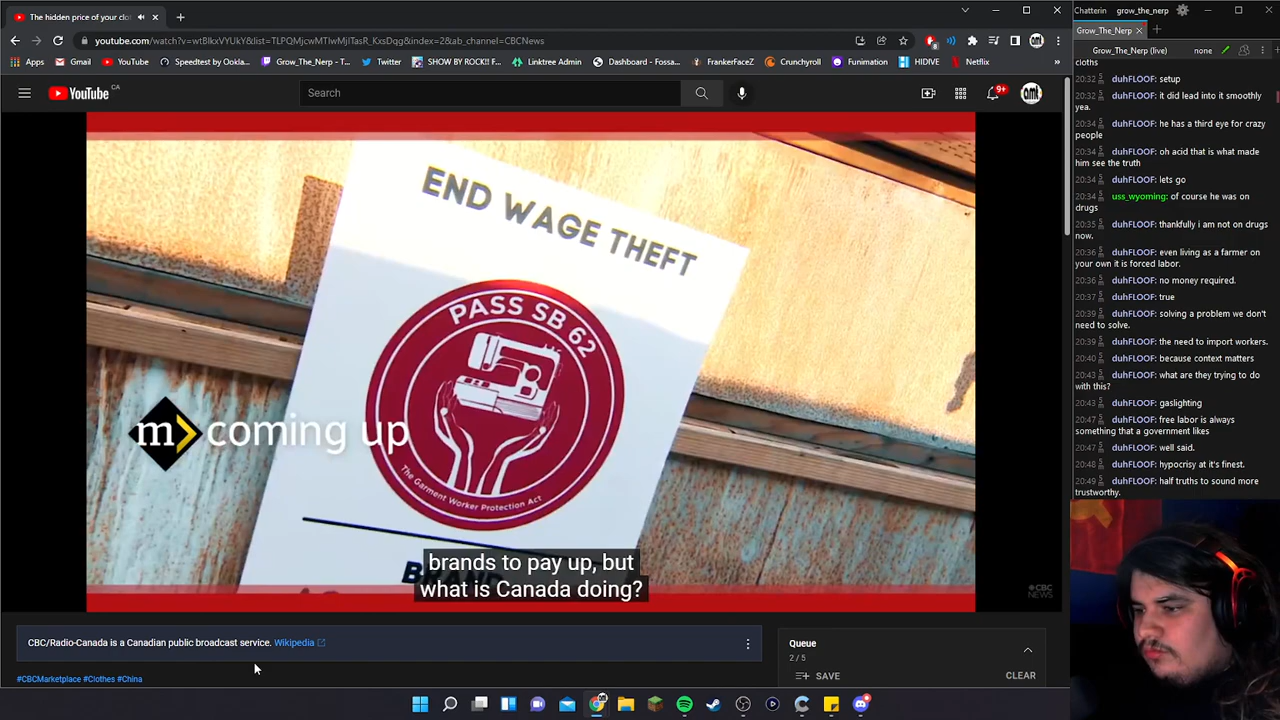 The hidden price of your clot
youtube.com/watch?v=wtBlkxVYUkY&list=TLPQMjcwMTIwMjITasR_KxsDqg&index=2&ab_channel=CBCNews
Apps
Gmail
YouTube
Speedtest by Ookla...
Grow_The_Nerp - T...
Twitter
SHOW BY ROCK!! F...
Linktree Admin
Dashboard - Fossa...
FrankerFaceZ
Crunchyroll
Funimation
HIDIVE
Netflix
»
YouTube CA
Search
9+
END WAGE THEFT
PASS SB 62
The Garment Worker Protection Act
m> coming up
brands to pay up, but
what is Canada doing?
CBC
NEWS
CBC/Radio-Canada is a Canadian public broadcast service. Wikipedia
#CBCMarketplace #Clothes #China
Queue
2 / 5
SAVE
CLEAR
Chatterin
grow_the_nerp
Grow_The_Nerp
Grow_The_Nerp (live)
none
cloths
20:32 duhFLOOF: setup
20:32 duhFLOOF: it did lead into it smoothly
yea.
20:34 duhFLOOF: he has a third eye for crazy
people
20:34 duhFLOOF: oh acid that is what made
him see the truth
20:34 duhFLOOF: lets go
20:34 uss_wyoming: of course he was on
drugs
20:35 duhFLOOF: thankfully i am not on drugs
now.
20:36 duhFLOOF: even living as a farmer on
your own it is forced labor.
20:36 duhFLOOF: no money required.
20:37 duhFLOOF: true
20:39 duhFLOOF: solving a problem we don't
need to solve.
20:39 duhFLOOF: the need to import workers.
20:40 duhFLOOF: because context matters
20:43 duhFLOOF: what are they trying to do
with this?
20:43 duhFLOOF: gaslighting
20:47 duhFLOOF: free labor is always
something that a government likes
20:47 duhFLOOF: well said.
20:48 duhFLOOF: hypocrisy at it's finest.
20:49 duhFLOOF: half truths to sound more
trustworthy.